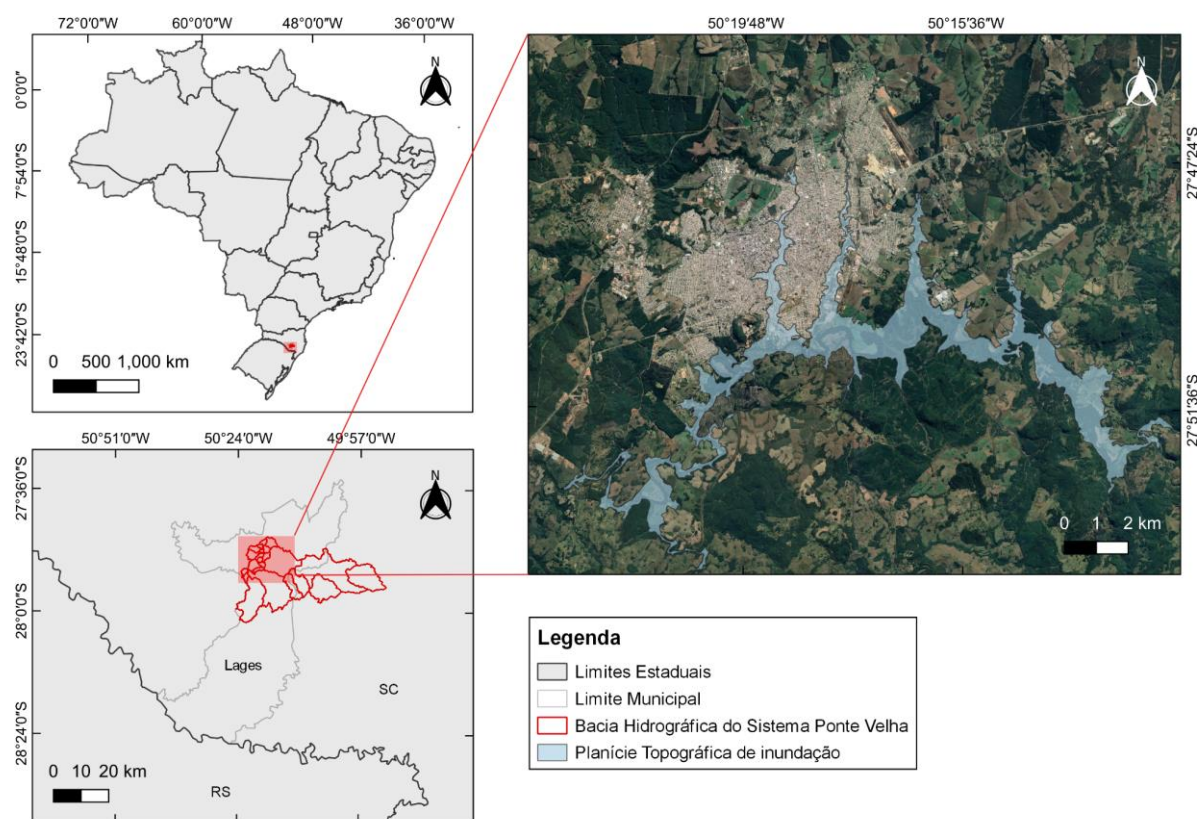 72°0'0"W 60°0'0"W 48°0'0"W 36°0'0"W
0°0'0"
7°54'0"S
15°48'0"S
23°42'0"S
N
0 500 1,000 km
50°19'48"W 50°15'36"W
N
27°47'24"S
27°51'36"S
0 1 2 km
50°51'0"W 50°24'0"W 49°57'0"W
27°36'0"S
28°0'0"S
28°24'0"S
N
Lages
SC
RS
0 10 20 km
Legenda
Limites Estaduais
Limite Municipal
Bacia Hidrográfica do Sistema Ponte Velha
Planície Topográfica de inundação